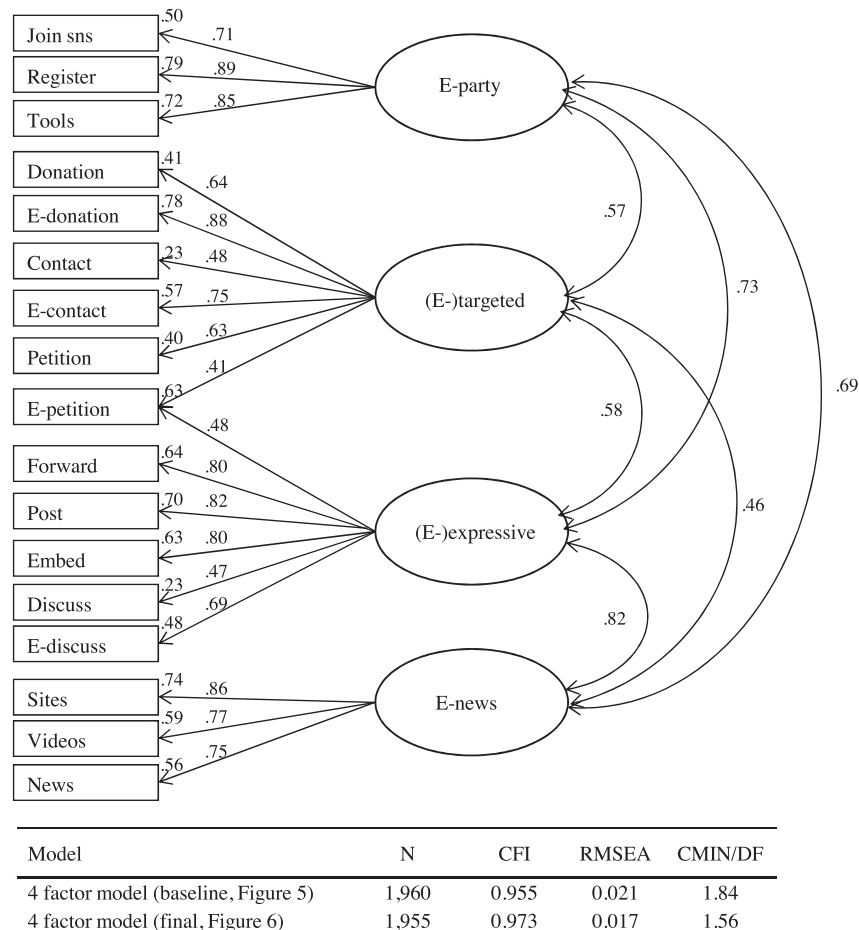 .50
Join sns
.71
.79
Register
.89
E-party
.72
Tools
.85
.41
Donation
.64
.78
E-donation
.88
.57
.23
Contact
.48
.57
E-contact
.75
(E-)targeted
.73
.40
Petition
.63
.41
.69
.63
E-petition
.48
.58
.64
Forward
.80
.70
Post
.82
.46
.63
Embed
.80
(E-)expressive
.23
Discuss
.47
.48
E-discuss
.69
.82
.74
Sites
.86
E-news
.59
Videos
.77
.56
News
.75
Model N CFI RMSEA CMIN/DF
4 factor model (baseline, Figure 5) 1,960 0.955 0.021 1.84
4 factor model (final, Figure 6) 1,955 0.973 0.017 1.56